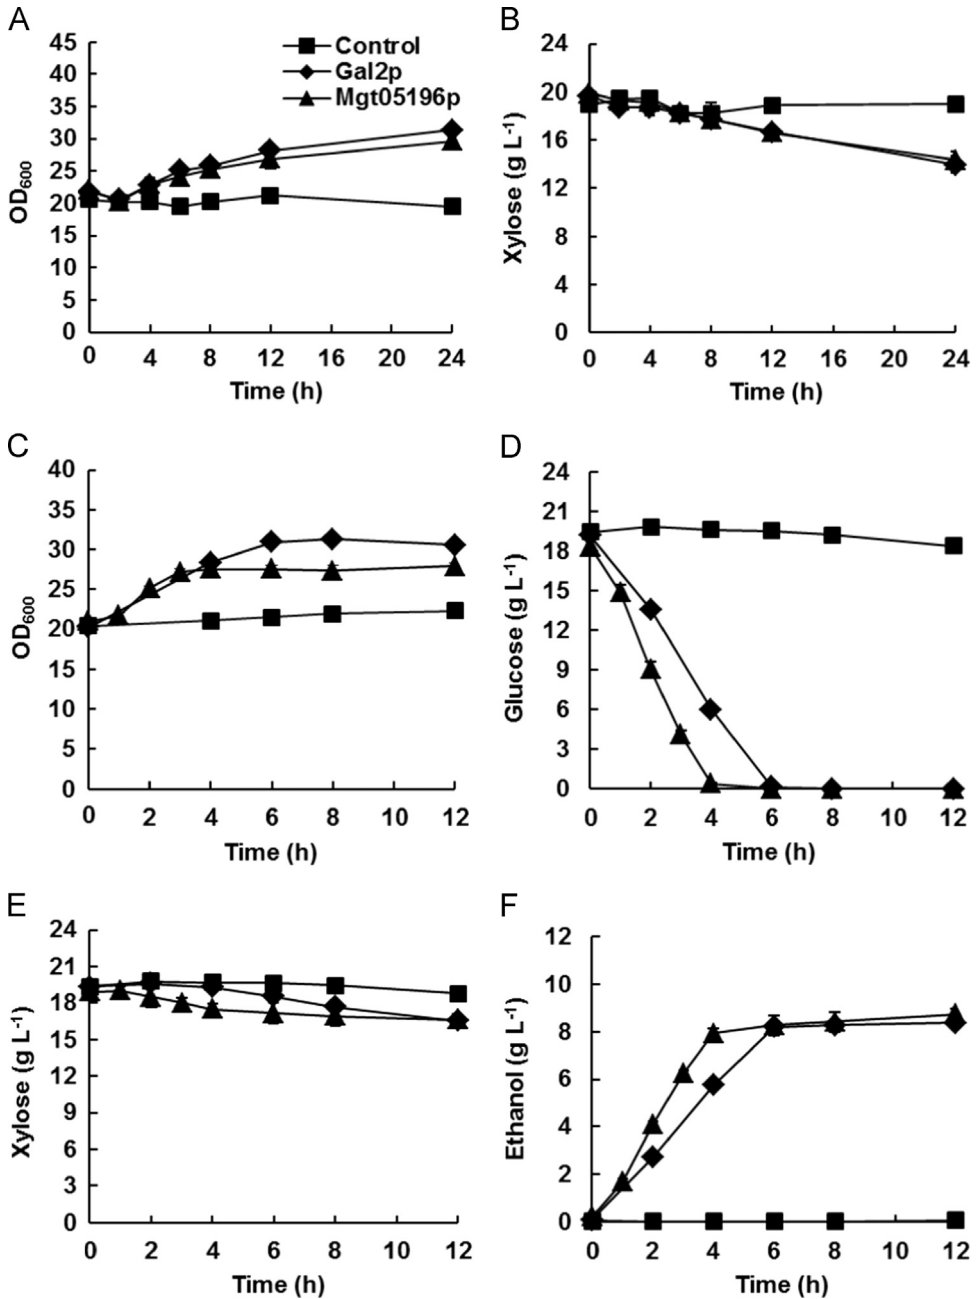 A
45
40
35
30
25
20
15
10
5
0
OD600
0 4 8 12 16 20 24
Time (h)
Control
Gal2p
Mgt05196p
B
24
20
16
12
8
4
0
Xylose (g L-1)
0 4 8 12 16 20 24
Time (h)
C
40
35
30
25
20
15
10
5
0
OD600
0 2 4 6 8 10 12
Time (h)
D
24
21
18
15
12
9
6
3
0
Glucose (g L-1)
0 2 4 6 8 10 12
Time (h)
E
24
21
18
15
12
9
6
3
0
Xylose (g L-1)
0 2 4 6 8 10 12
Time (h)
F
12
10
8
6
4
2
0
Ethanol (g L-1)
0 2 4 6 8 10 12
Time (h)